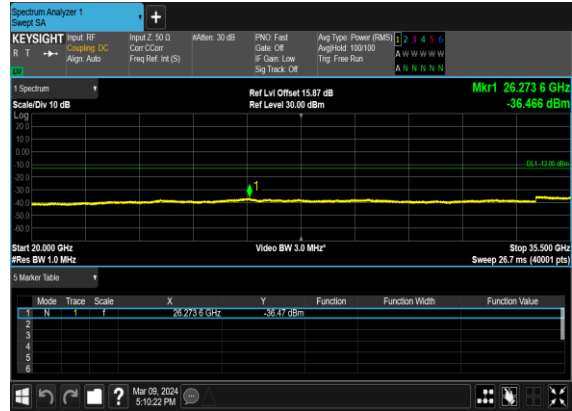 Spectrum Analyzer 1
Swept SA
+
KEYSIGHT Input: RF Input Z: 50 Ω #Atten: 30 dB PNO: Fast Avg Type: Power (RMS) 1 2 3 4 5 6
R T Coupling: DC Corr CCorr Gate: Off Avg|Hold: 100/100 A W W W W W
Align: Auto Freq Ref: Int (S) IF Gain: Low Trig: Free Run
Sig Track: Off A N N N N N
1 Spectrum Ref Lvl Offset 15.87 dB Mkr1 26.273 6 GHz
Scale/Div 10 dB Ref Level 30.00 dBm -36.466 dBm
Log
20.0
10.0
0.00
-10.0 DL1 -13.00 dBm
-20.0
-30.0 1
-40.0
-50.0
-60.0
Start 20.000 GHz Video BW 3.0 MHz* Stop 35.500 GHz
#Res BW 1.0 MHz Sweep 26.7 ms (40001 pts)
5 Marker Table
Mode Trace Scale X Y Function Function Width Function Value
1 N 1 f 26.273 6 GHz -36.47 dBm
2
3
4
5
6
? Mar 09, 2024
5:10:22 PM